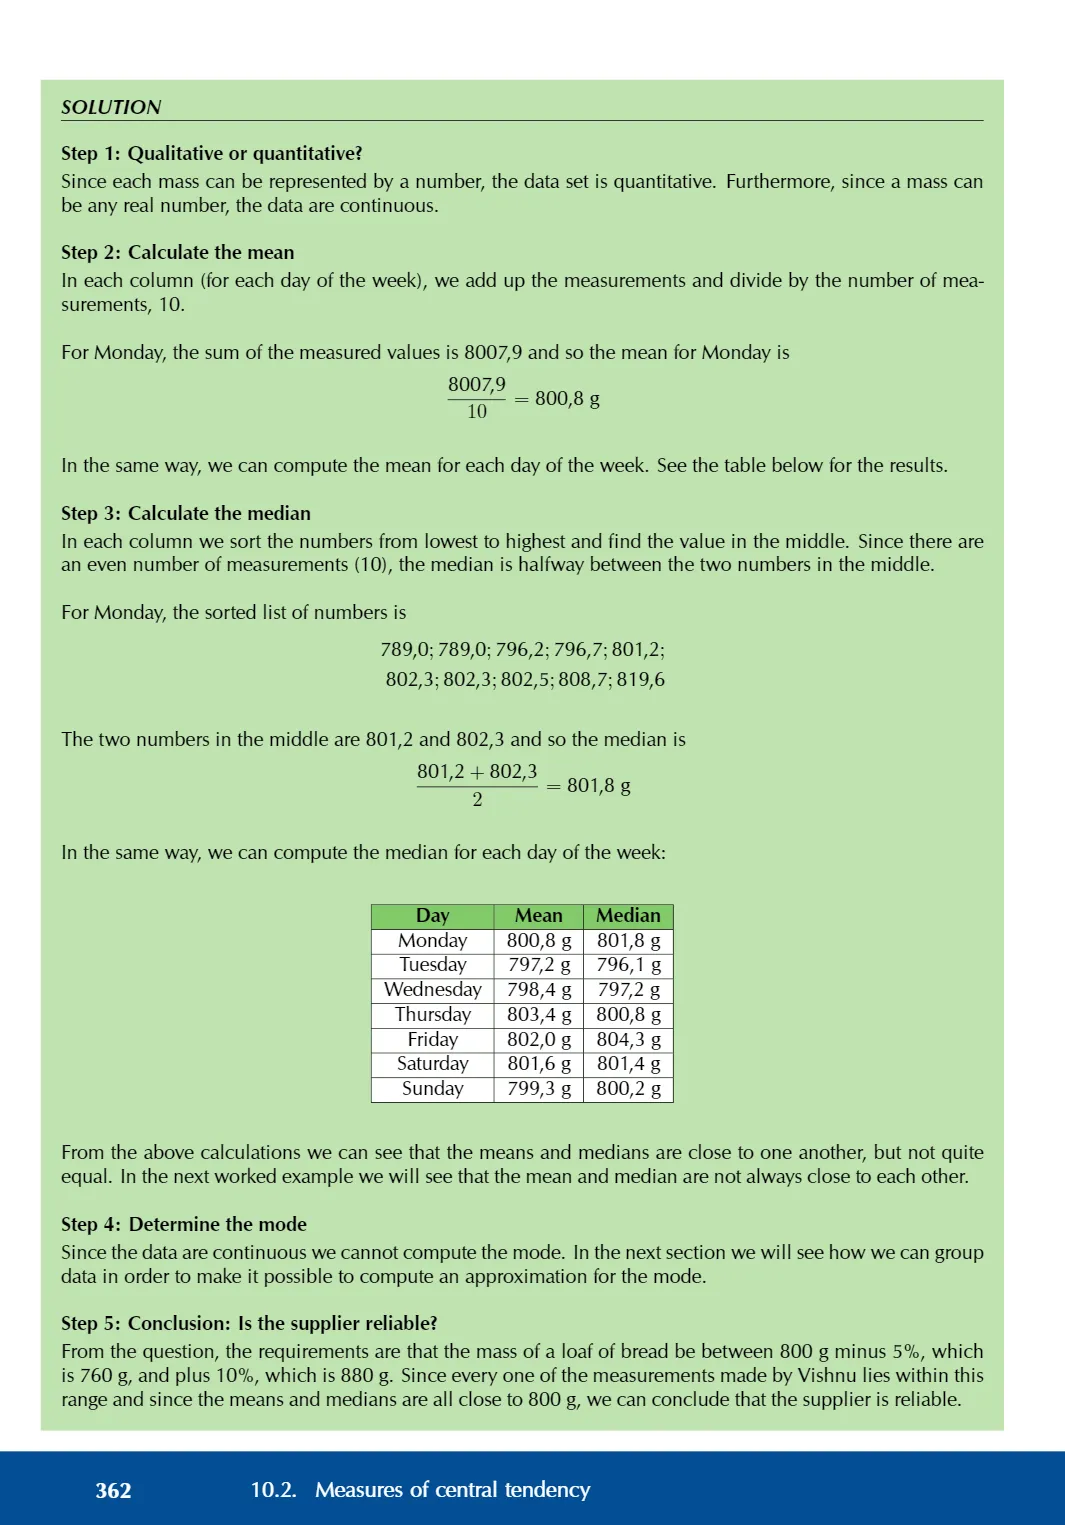 SOLUTION
Step 1: Qualitative or quantitative?
Since each mass can be represented by a number, the data set is quantitative. Furthermore, since a mass can
be any real number, the data are continuous.
Step 2: Calculate the mean
In each column (for each day of the week), we add up the measurements and divide by the number of mea-
surements, 10.
For Monday, the sum of the measured values is 8007,9 and so the mean for Monday is
8007,9
10
= 800,8 g
In the same way, we can compute the mean for each day of the week. See the table below for the results.
Step 3: Calculate the median
In each column we sort the numbers from lowest to highest and find the value in the middle. Since there are
an even number of measurements (10), the median is halfway between the two numbers in the middle.
For Monday, the sorted list of numbers is
789,0; 789,0; 796,2; 796,7; 801,2;
802,3; 802,3; 802,5; 808,7; 819,6
The two numbers in the middle are 801,2 and 802,3 and so the median is
801,2 + 802,3
2
= 801,8 g
In the same way, we can compute the median for each day of the week:
Day Mean Median
Monday 800,8 g 801,8 g
Tuesday 797,2 g 796,1 g
Wednesday 798,4 g 797,2 g
Thursday 803,4 g 800,8 g
Friday 802,0 g 804,3 g
Saturday 801,6 g 801,4 g
Sunday 799,3 g 800,2 g
From the above calculations we can see that the means and medians are close to one another, but not quite
equal. In the next worked example we will see that the mean and median are not always close to each other.
Step 4: Determine the mode
Since the data are continuous we cannot compute the mode. In the next section we will see how we can group
data in order to make it possible to compute an approximation for the mode.
Step 5: Conclusion: Is the supplier reliable?
From the question, the requirements are that the mass of a loaf of bread be between 800 g minus 5%, which
is 760 g, and plus 10%, which is 880 g. Since every one of the measurements made by Vishnu lies within this
range and since the means and medians are all close to 800 g, we can conclude that the supplier is reliable.
362 10.2. Measures of central tendency